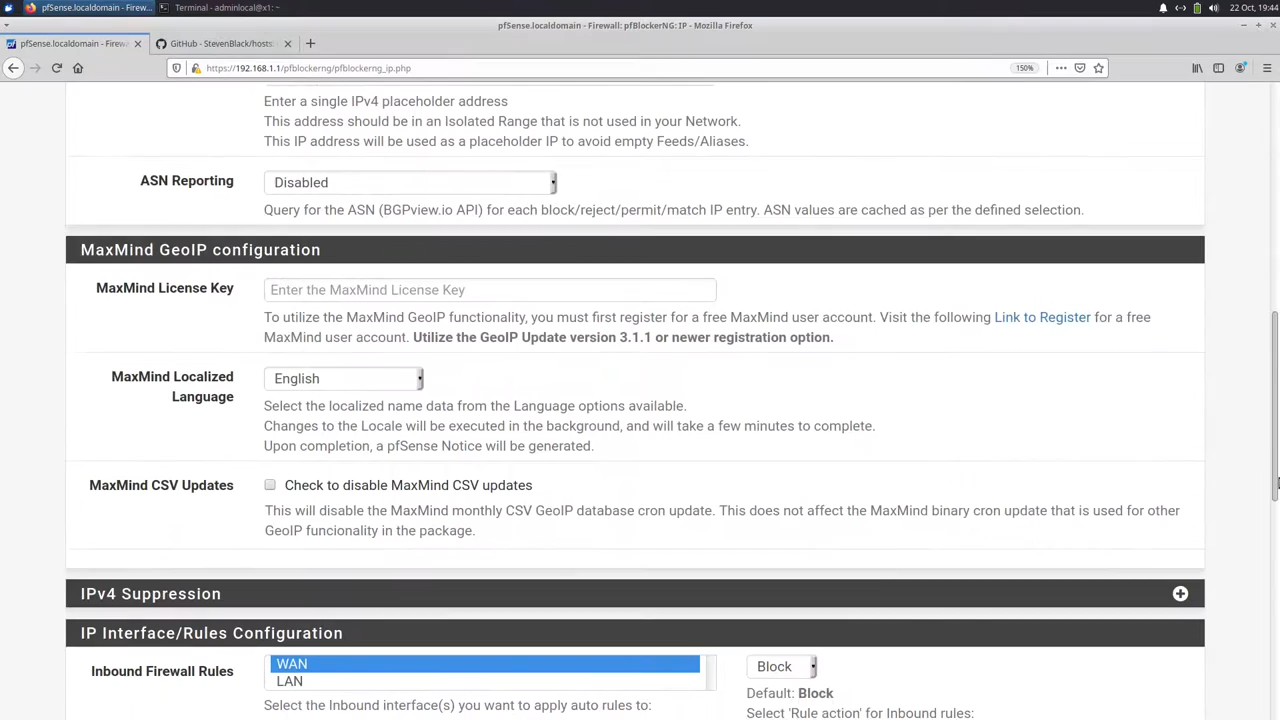 pfSense.localdomain - Firew...
Terminal - adminlocal@x1: ~
22 Oct, 19:44
pfSense.localdomain - Firewall: pfBlockerNG: IP - Mozilla Firefox
pfSense.localdomain - Firewa
GitHub - StevenBlack/hosts:
https://192.168.1.1/pfblockerng/pfblockerng_ip.php
150%
Enter a single IPv4 placeholder address
This address should be in an Isolated Range that is not used in your Network.
This IP address will be used as a placeholder IP to avoid empty Feeds/Aliases.
ASN Reporting
Disabled
Query for the ASN (BGPview.io API) for each block/reject/permit/match IP entry. ASN values are cached as per the defined selection.
MaxMind GeoIP configuration
MaxMind License Key
Enter the MaxMind License Key
To utilize the MaxMind GeoIP functionality, you must first register for a free MaxMind user account. Visit the following Link to Register for a free
MaxMind user account. Utilize the GeoIP Update version 3.1.1 or newer registration option.
MaxMind Localized
Language
English
Select the localized name data from the Language options available.
Changes to the Locale will be executed in the background, and will take a few minutes to complete.
Upon completion, a pfSense Notice will be generated.
MaxMind CSV Updates
Check to disable MaxMind CSV updates
This will disable the MaxMind monthly CSV GeoIP database cron update. This does not affect the MaxMind binary cron update that is used for other
GeoIP funcionality in the package.
IPv4 Suppression
IP Interface/Rules Configuration
Inbound Firewall Rules
WAN
LAN
Block
Default: Block
Select the Inbound interface(s) you want to apply auto rules to:
Select 'Rule action' for Inbound rules: